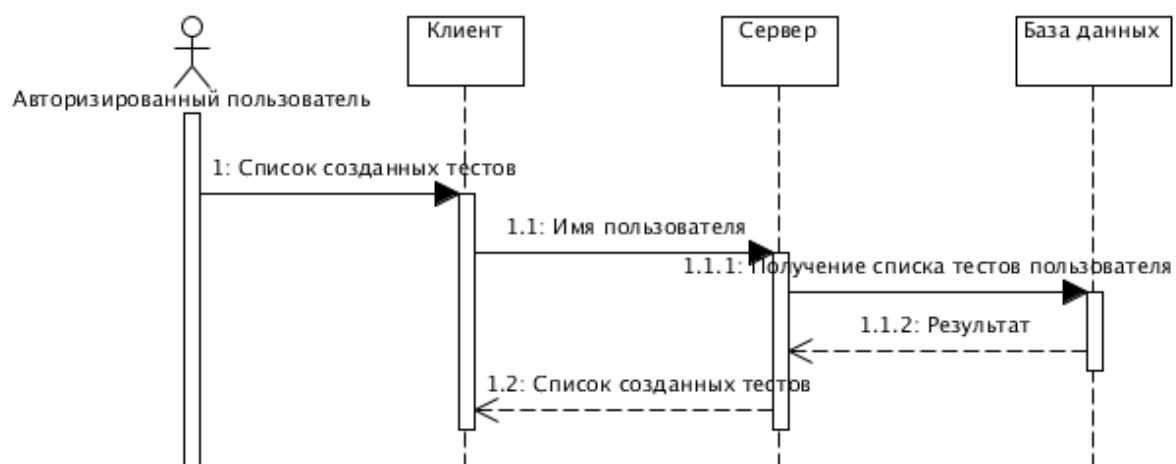 Клиент
Сервер
База данных
Авторизированный пользователь
1: Список созданных тестов
1.1: Имя пользователя
1.1.1: Получение списка тестов пользователя
1.1.2: Результат
1.2: Список созданных тестов